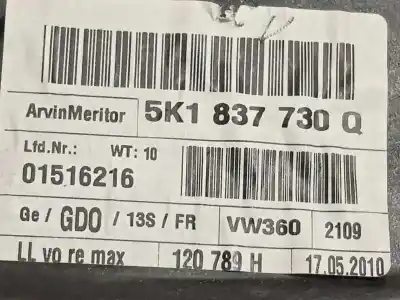 ArvinMeritor 5K1 837 730 Q
Lfd.Nr.: WT: 10
01516216
Ge / GDO / 13S / FR VW360 2109
LL vo re max 120 789 H 17.05.2010